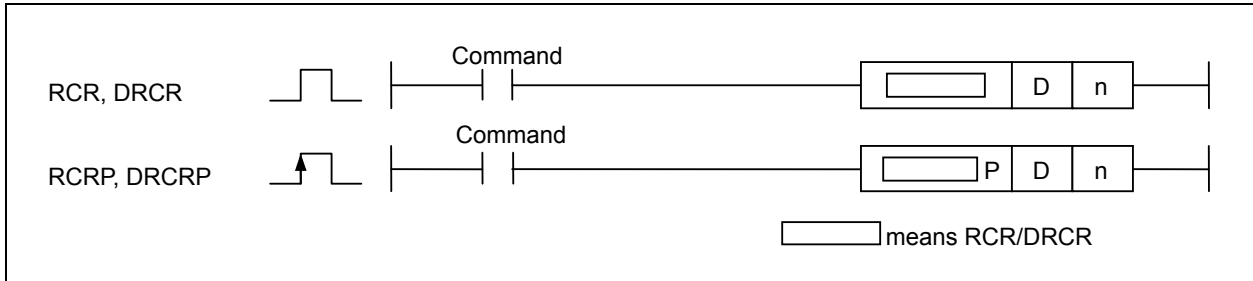 Command
RCR, DRCR D n
Command
RCRP, DRCRP P D n
means RCR/DRCR